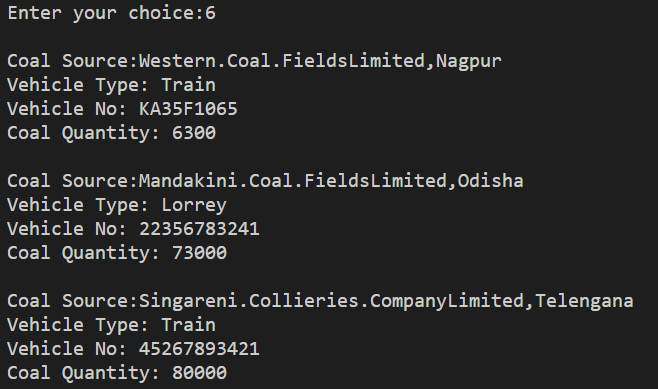 Enter your choice:6
Coal Source:Western.Coal.FieldsLimited,Nagpur
Vehicle Type: Train
Vehicle No: KA35F1065
Coal Quantity: 6300
Coal Source:Mandakini.Coal.FieldsLimited,Odisha
Vehicle Type: Lorrey
Vehicle No: 22356783241
Coal Quantity: 73000
Coal Source:Singareni.Collieries.CompanyLimited,Telengana
Vehicle Type: Train
Vehicle No: 45267893421
Coal Quantity: 80000